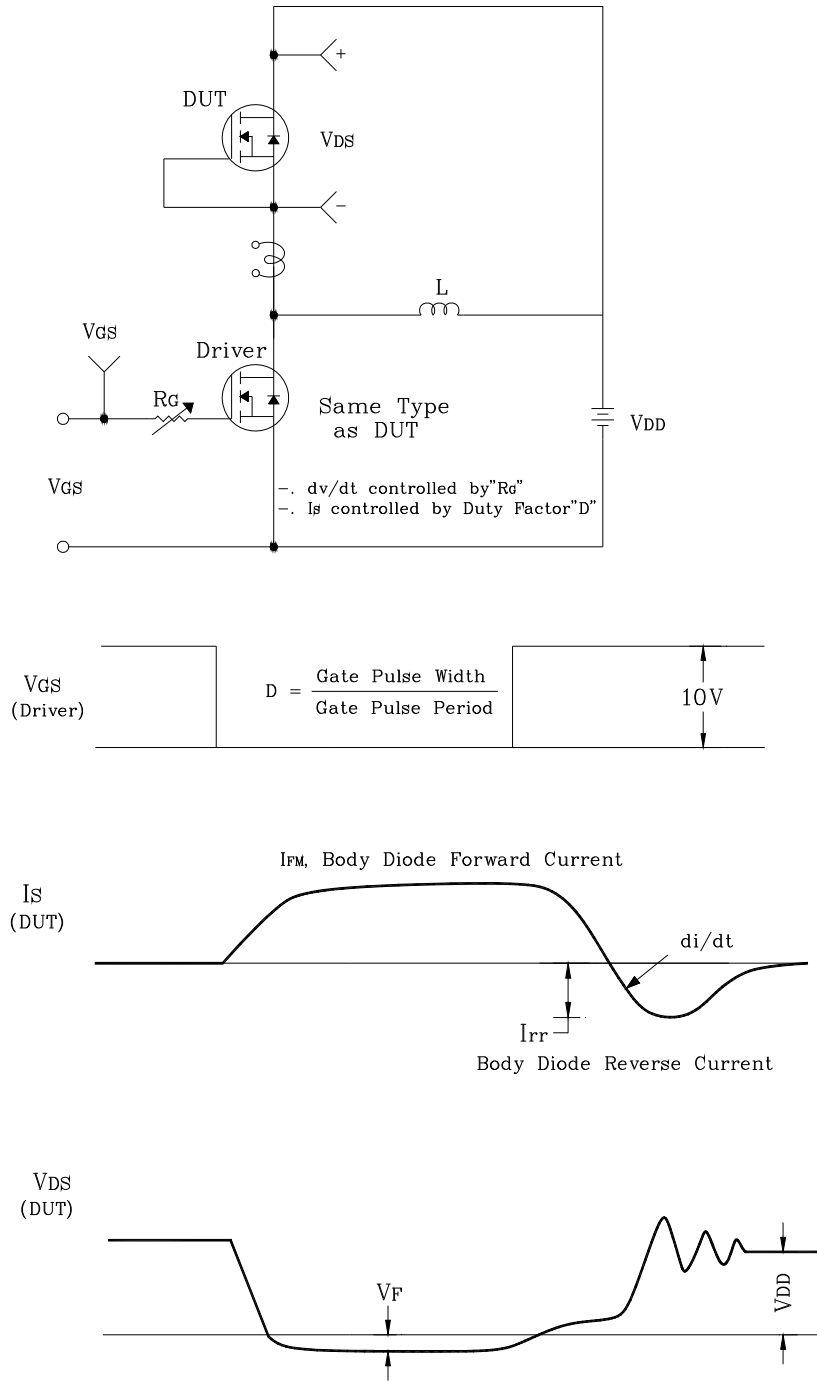 +
DUT
VDS
−
L
VGS
Driver
RG
Same Type
as DUT
VDD
VGS
−. dv/dt controlled by"RG"
−. Is controlled by Duty Factor"D"
VGS
(Driver)
D = Gate Pulse Width
Gate Pulse Period
10V
IFM, Body Diode Forward Current
IS
(DUT)
di/dt
Irr
Body Diode Reverse Current
VDS
(DUT)
VF
VDD